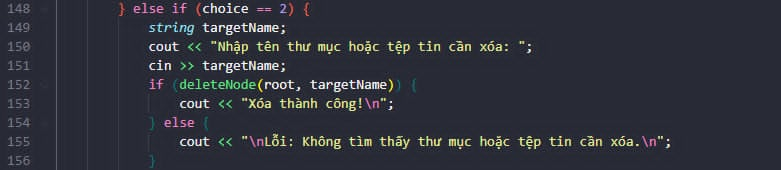 148 } else if (choice == 2) {
149 string targetName;
150 cout << "Nhập tên thư mục hoặc tệp tin cần xóa: ";
151 cin >> targetName;
152 if (deleteNode(root, targetName)) {
153 cout << "Xóa thành công!\n";
154 } else {
155 cout << "\nLỗi: Không tìm thấy thư mục hoặc tệp tin cần xóa.\n";
156 }